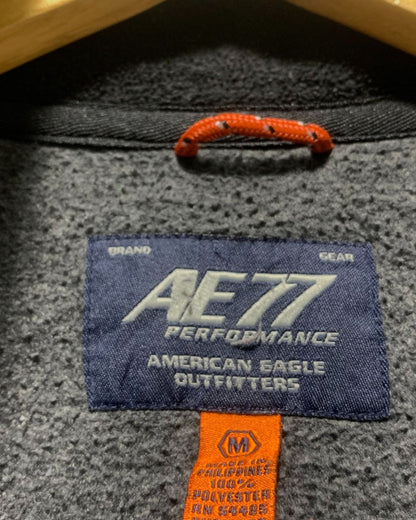 BRAND GEAR
AE77
PERFORMANCE
AMERICAN EAGLE
OUTFITTERS
M
MADE IN
PHILIPPINES
100%
POLYESTER
RN 54485